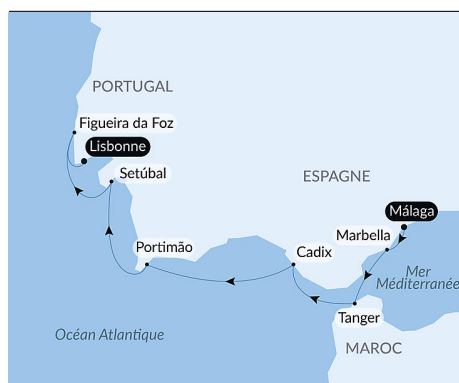 PORTUGAL
Figueira da Foz
Lisbonne
Setúbal
ESPAGNE
Málaga
Marbella
Portimão
Cadix
Mer
Méditerranée
Tanger
Océan Atlantique
MAROC